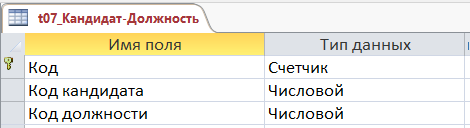 t07_Кандидат-Должность
Имя поля Тип данных
Код Счетчик
Код кандидата Числовой
Код должности Числовой